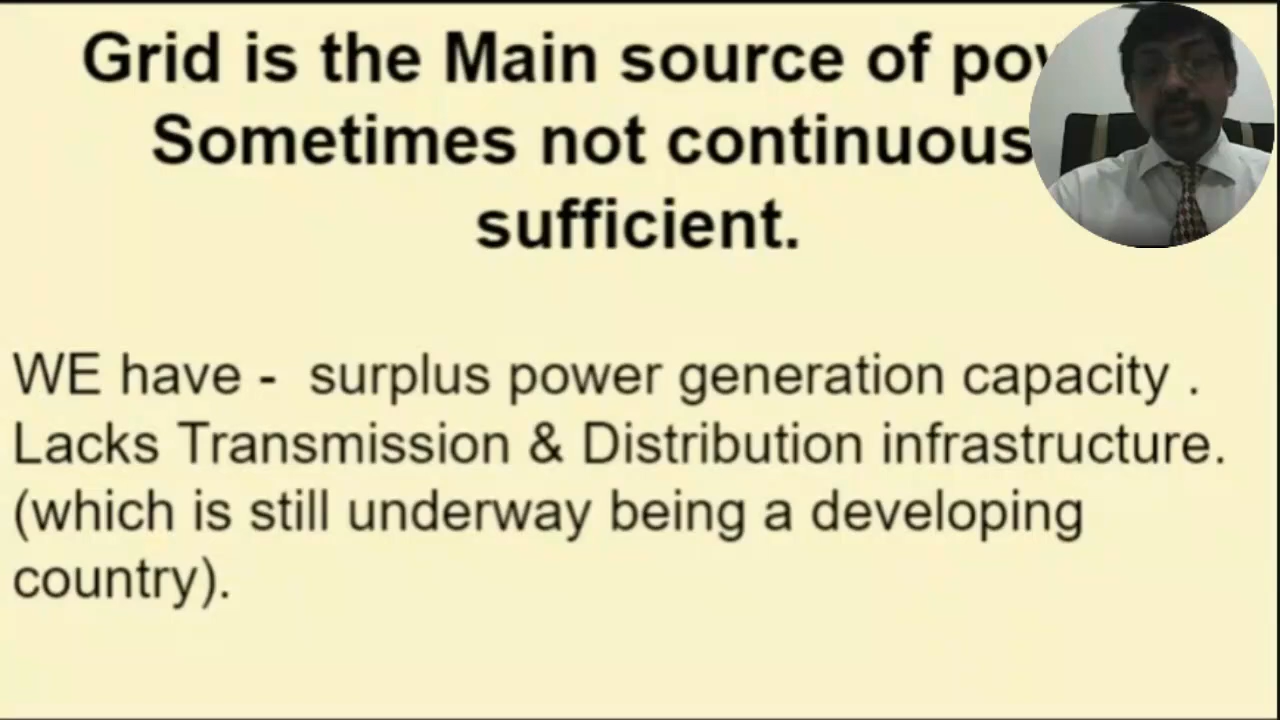 Grid is the Main source of
Sometimes not continuous
sufficient.
WE have - surplus power generation capacity .
Lacks Transmission & Distribution infrastructure.
(which is still underway being a developing
country).